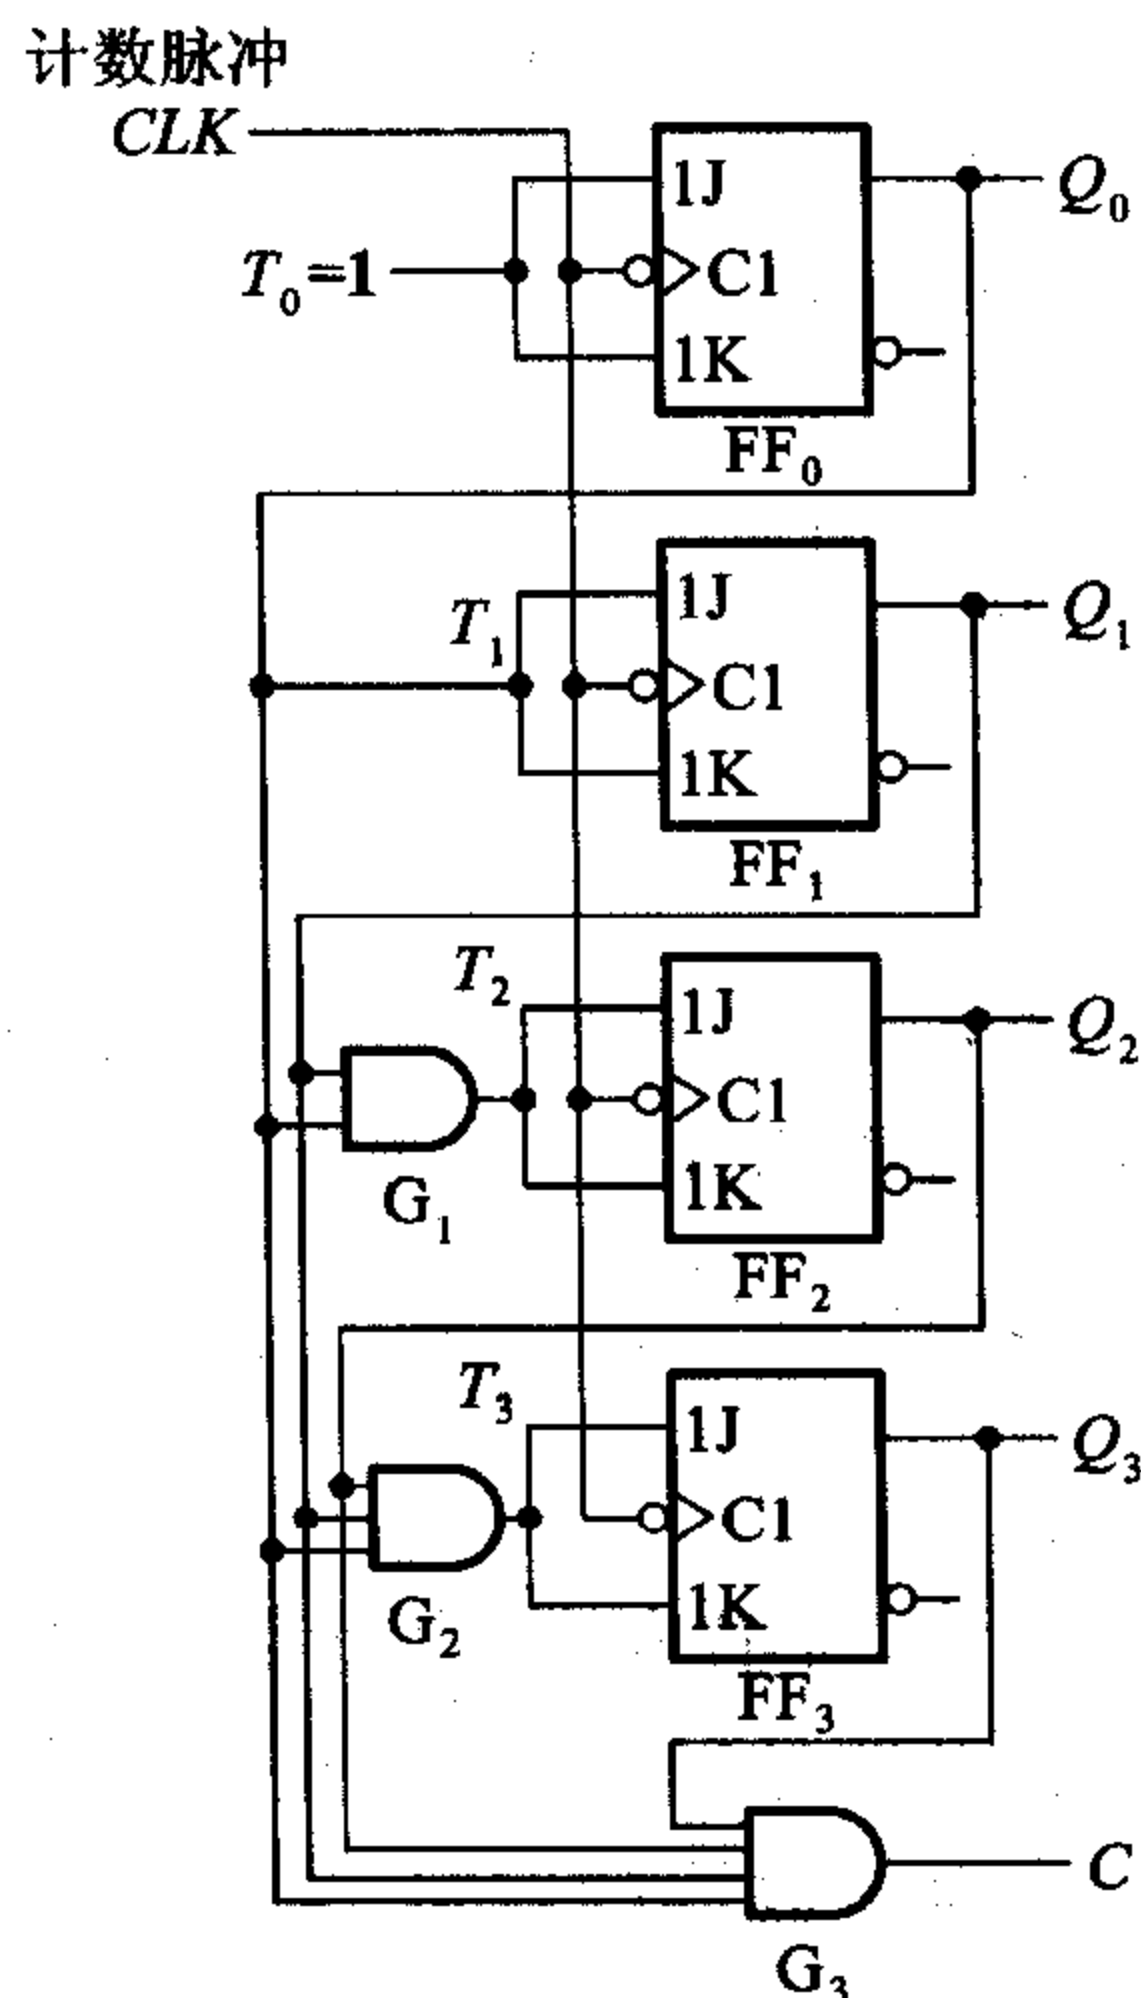 计数脉冲
CLK
1J
Q₀
T₀=1
C1
1K
FF₀
1J
T₁
Q₁
C1
1K
FF₁
T₂
1J
Q₂
C1
1K
G₁
FF₂
T₃
1J
Q₃
C1
1K
G₂
FF₃
C
G₃